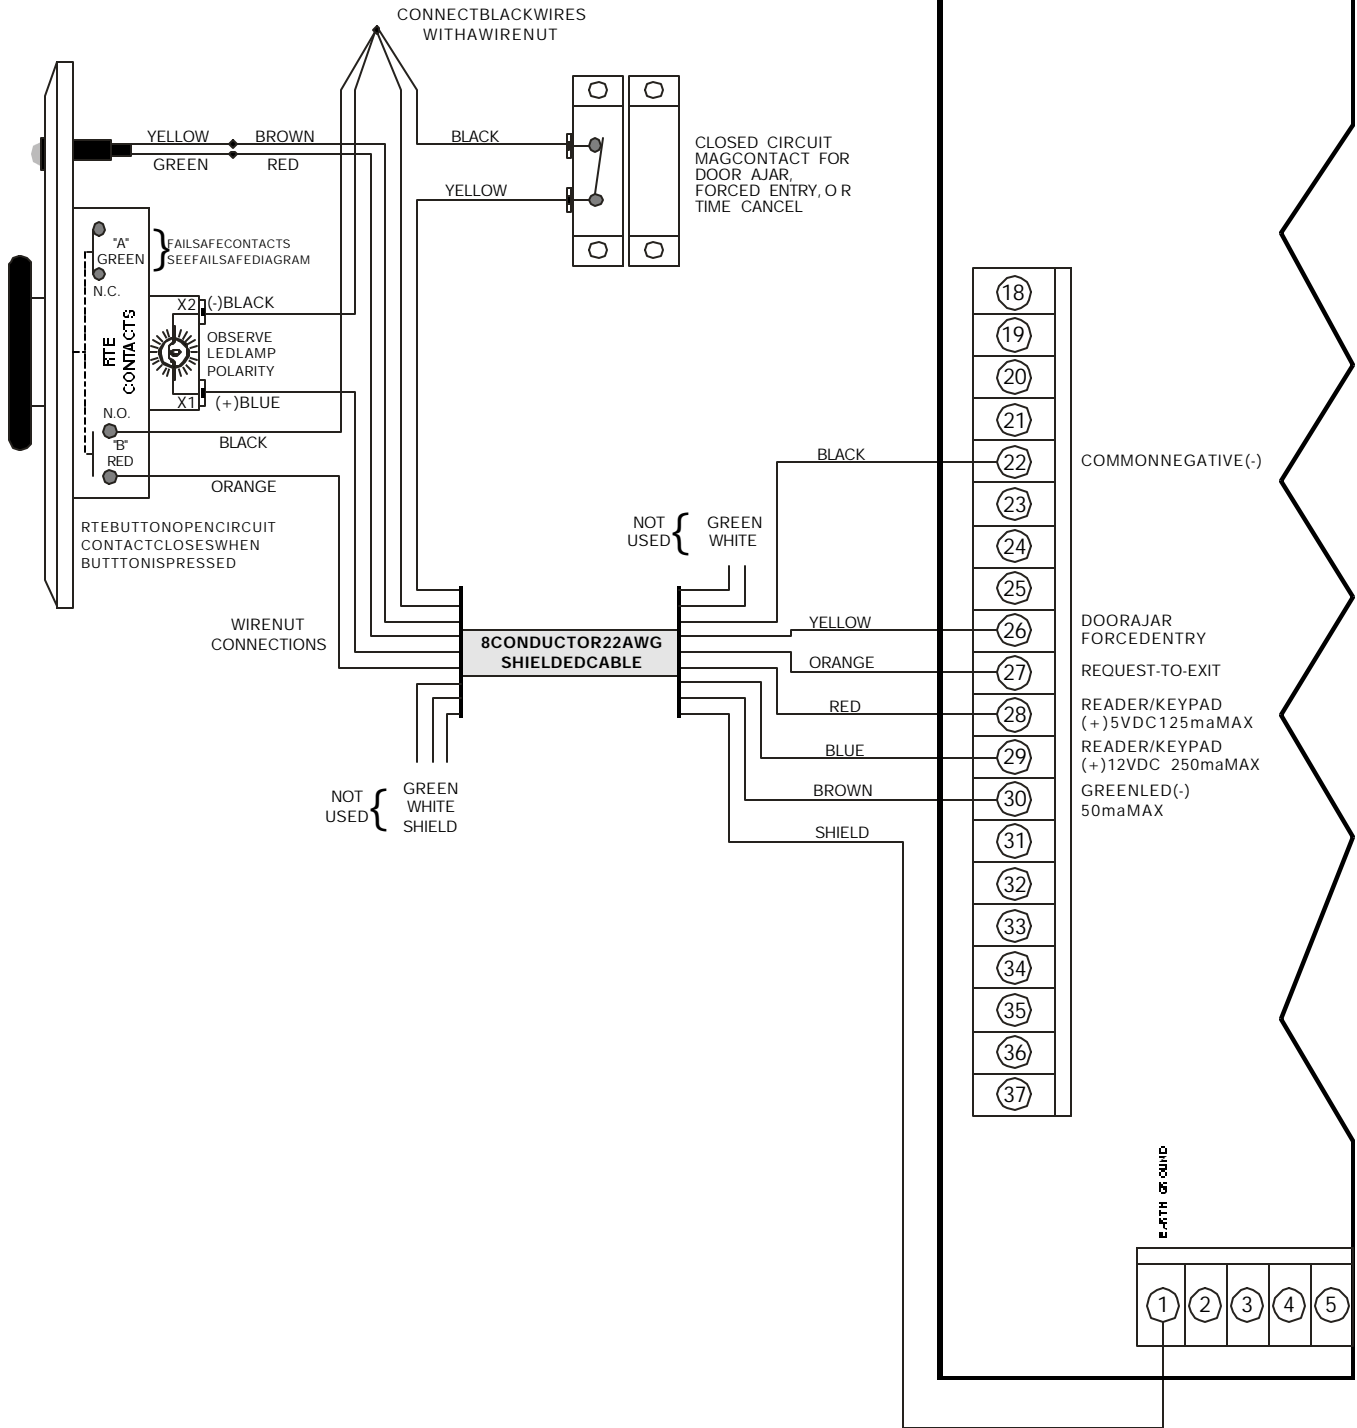 CONNECTBLACKWIRES
WITHAWIRENUT
YELLOW
BROWN
GREEN
RED
BLACK
YELLOW
CLOSED CIRCUIT
MAGCONTACT FOR
DOOR AJAR,
FORCED ENTRY, O R
TIME CANCEL
"A"
GREEN
N.C.
}
FAILSAFECONTACTS
SEEFAILSAFEDIAGRAM
RTE
CONTACTS
X2
(-)BLACK
OBSERVE
LEDLAMP
POLARITY
X1
(+)BLUE
N.O.
"B"
RED
BLACK
ORANGE
RTEBUTTONOPENCIRCUIT
CONTACTCLOSESWHEN
BUTTTONISPRESSED
WIRENUT
CONNECTIONS
NOT
USED
{
GREEN
WHITE
8CONDUCTOR22AWG
SHIELDEDCABLE
NOT
USED
{
GREEN
WHITE
SHIELD
BLACK
YELLOW
ORANGE
RED
BLUE
BROWN
SHIELD
18
19
20
21
22
23
24
25
26
27
28
29
30
31
32
33
34
35
36
37
COMMONNEGATIVE(-)
DOORAJAR
FORCEDENTRY
REQUEST-TO-EXIT
READER/KEYPAD
(+)5VDC125maMAX
READER/KEYPAD
(+)12VDC 250maMAX
GREENLED(-)
50maMAX
EARTH GROUND
1
2
3
4
5